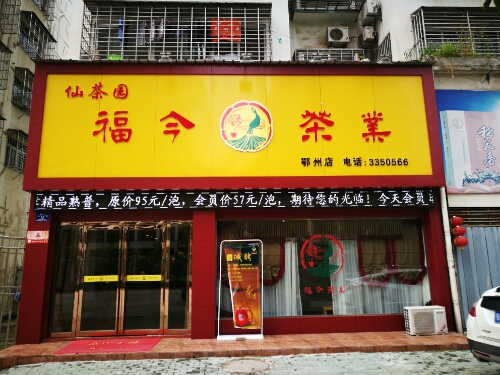 仙茶园
福今茶業
鄂州店 电话:3350566
精品熟普，原价95元/泡，会员价57元/泡，期待您的光临！今天会员
福今茶业